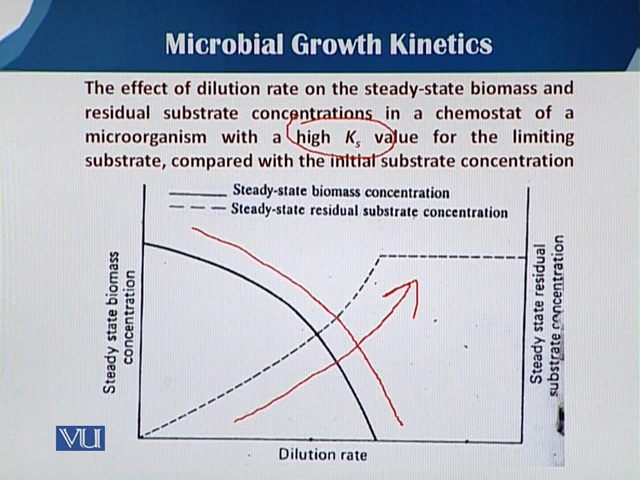 Microbial Growth Kinetics
The effect of dilution rate on the steady-state biomass and
residual substrate concentrations in a chemostat of a
microorganism with a high Ks value for the limiting
substrate, compared with the initial substrate concentration
Steady-state biomass concentration
Steady-state residual substrate concentration
Steady state biomass
concentration
Steady state residual
substrate concentration
VU
Dilution rate